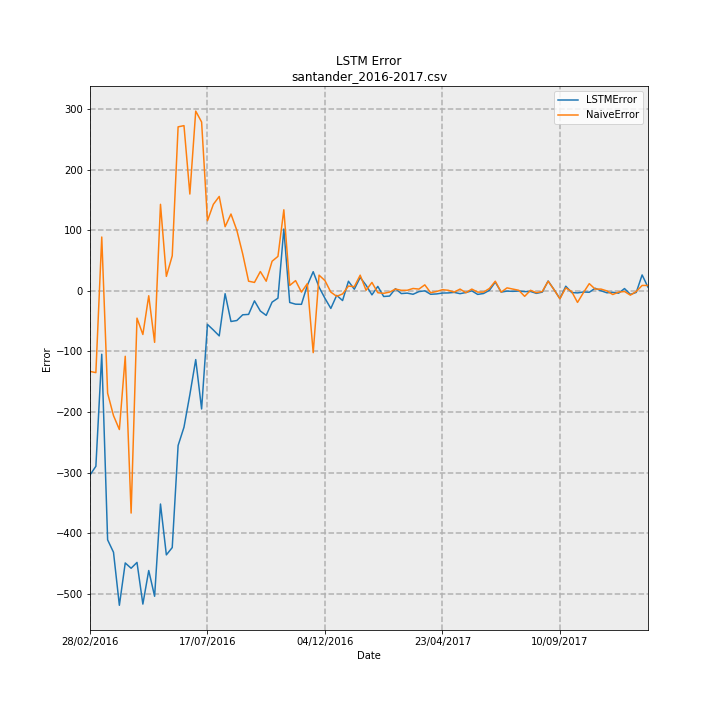 LSTM Error
santander_2016-2017.csv
LSTMError
NaiveError
300
200
100
0
−100
−200
−300
−400
−500
Error
28/02/2016
17/07/2016
04/12/2016
23/04/2017
10/09/2017
Date